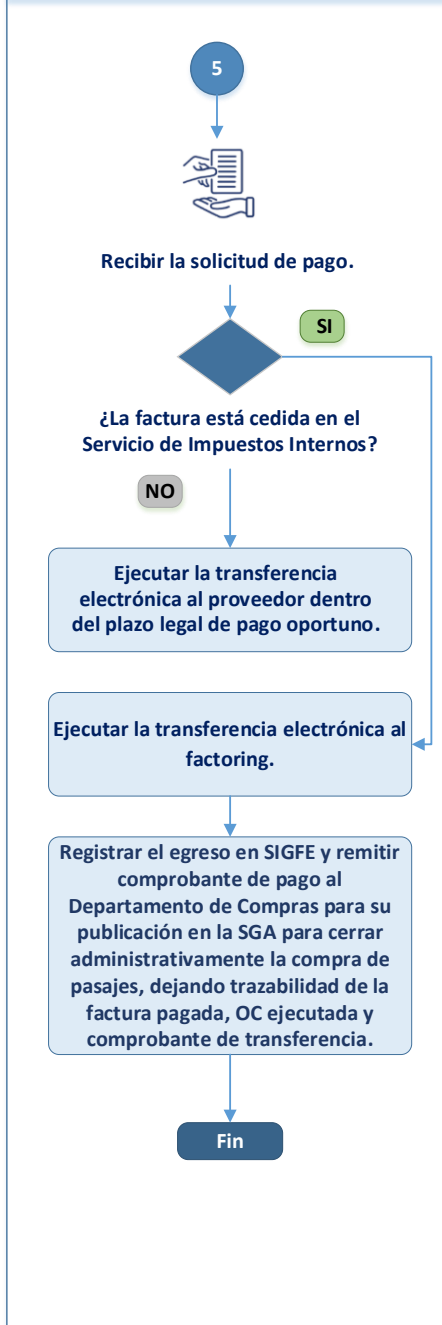 5
Recibir la solicitud de pago.
SI
¿La factura está cedida en el
Servicio de Impuestos Internos?
NO
Ejecutar la transferencia
electrónica al proveedor dentro
del plazo legal de pago oportuno.
Ejecutar la transferencia electrónica al
factoring.
Registrar el egreso en SIGFE y remitir
comprobante de pago al
Departamento de Compras para su
publicación en la SGA para cerrar
administrativamente la compra de
pasajes, dejando trazabilidad de la
factura pagada, OC ejecutada y
comprobante de transferencia.
Fin